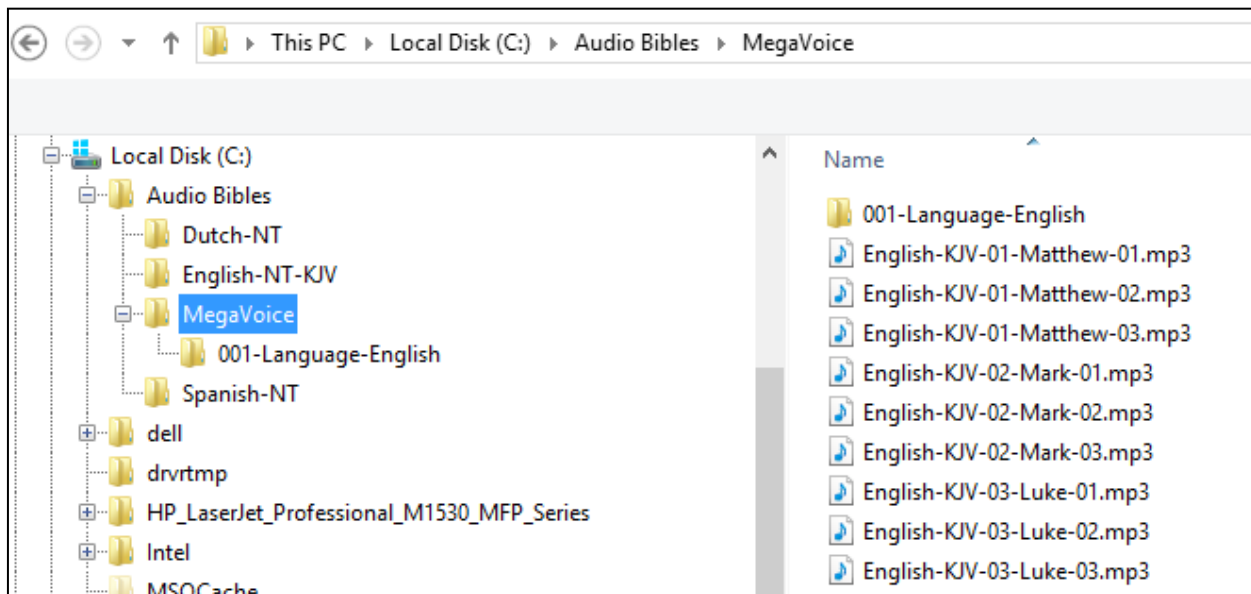 This PC Local Disk (C:) Audio Bibles MegaVoice
Local Disk (C:)
Audio Bibles
Dutch-NT
English-NT-KJV
MegaVoice
001-Language-English
Spanish-NT
dell
drvrtmp
HP_LaserJet_Professional_M1530_MFP_Series
Intel
MSOCache
Name
001-Language-English
English-KJV-01-Matthew-01.mp3
English-KJV-01-Matthew-02.mp3
English-KJV-01-Matthew-03.mp3
English-KJV-02-Mark-01.mp3
English-KJV-02-Mark-02.mp3
English-KJV-02-Mark-03.mp3
English-KJV-03-Luke-01.mp3
English-KJV-03-Luke-02.mp3
English-KJV-03-Luke-03.mp3